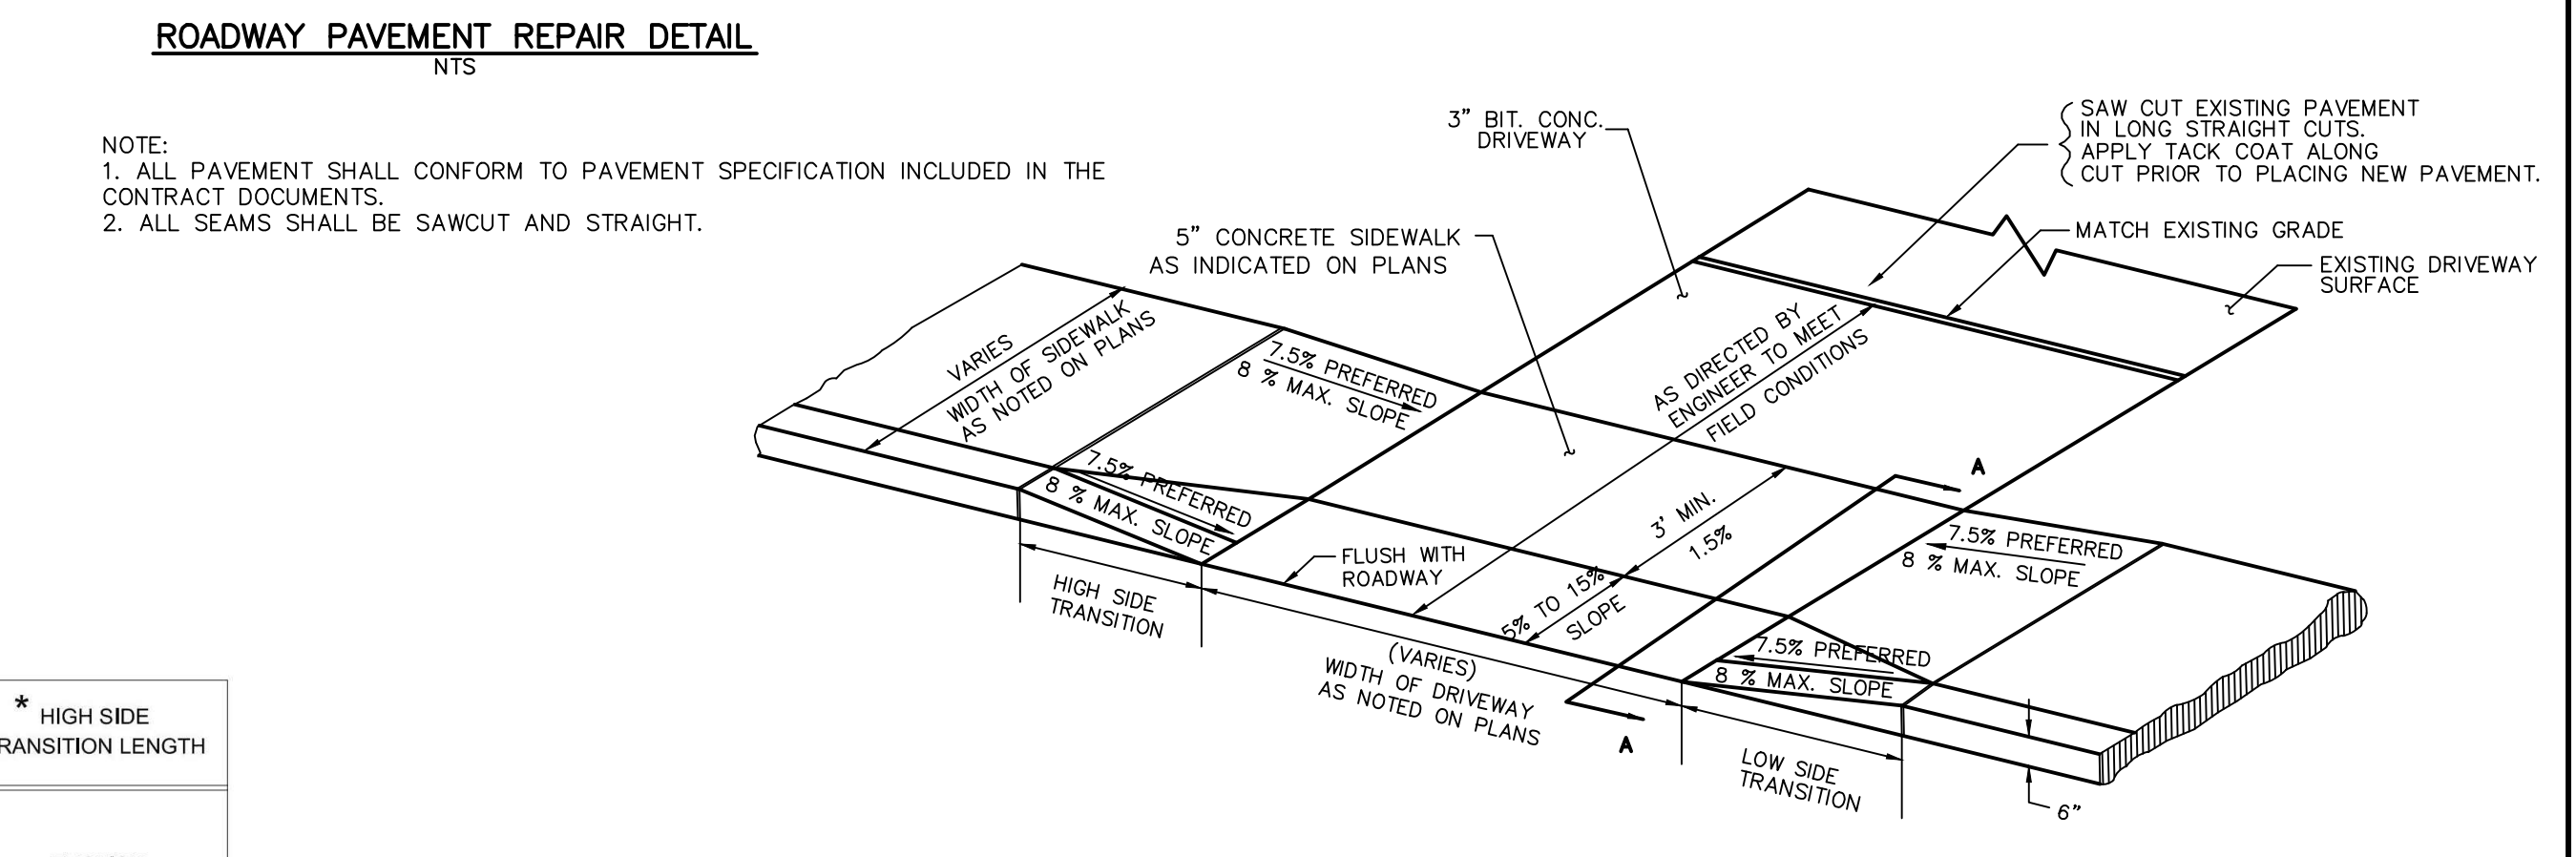 ROADWAY PAVEMENT REPAIR DETAIL
NTS
NOTE:
1. ALL PAVEMENT SHALL CONFORM TO PAVEMENT SPECIFICATION INCLUDED IN THE
CONTRACT DOCUMENTS.
2. ALL SEAMS SHALL BE SAWCUT AND STRAIGHT.
3" BIT. CONC.
DRIVEWAY
SAW CUT EXISTING PAVEMENT
IN LONG STRAIGHT CUTS.
APPLY TACK COAT ALONG
CUT PRIOR TO PLACING NEW PAVEMENT.
MATCH EXISTING GRADE
EXISTING DRIVEWAY
SURFACE
5" CONCRETE SIDEWALK
AS INDICATED ON PLANS
VARIES
WIDTH OF SIDEWALK
AS NOTED ON PLANS
7.5% PREFERRED
8 % MAX. SLOPE
AS DIRECTED BY
ENGINEER TO MEET
FIELD CONDITIONS
7.5% PREFERRED
8 % MAX. SLOPE
A
3' MIN.
1.5%
FLUSH WITH
ROADWAY
5% TO 15%
SLOPE
7.5% PREFERRED
8 % MAX. SLOPE
HIGH SIDE
TRANSITION
(VARIES)
WIDTH OF DRIVEWAY
AS NOTED ON PLANS
7.5% PREFERRED
8 % MAX. SLOPE
A
LOW SIDE
TRANSITION
6"
* HIGH SIDE
RANSITION LENGTH